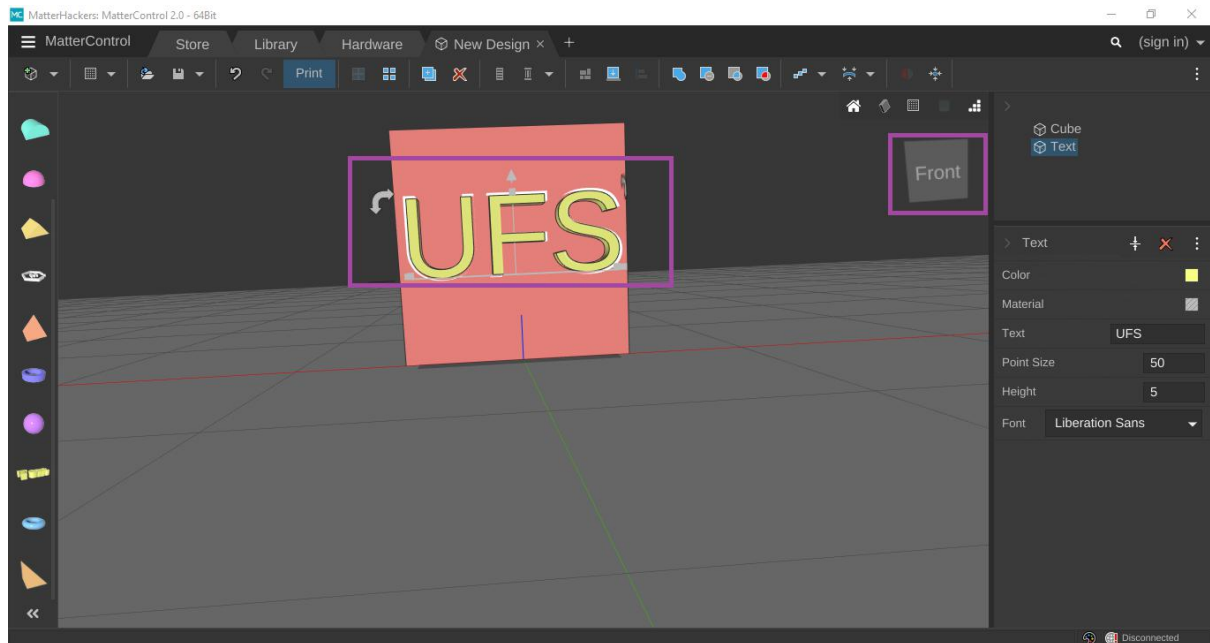 MC MatterHackers: MatterControl 2.0 - 64Bit
MatterControl Store Library Hardware New Design × + (sign in)
Print
Cube
Text
Front
UFS
Text
Color
Material
Text UFS
Point Size 50
Height 5
Font Liberation Sans
Disconnected